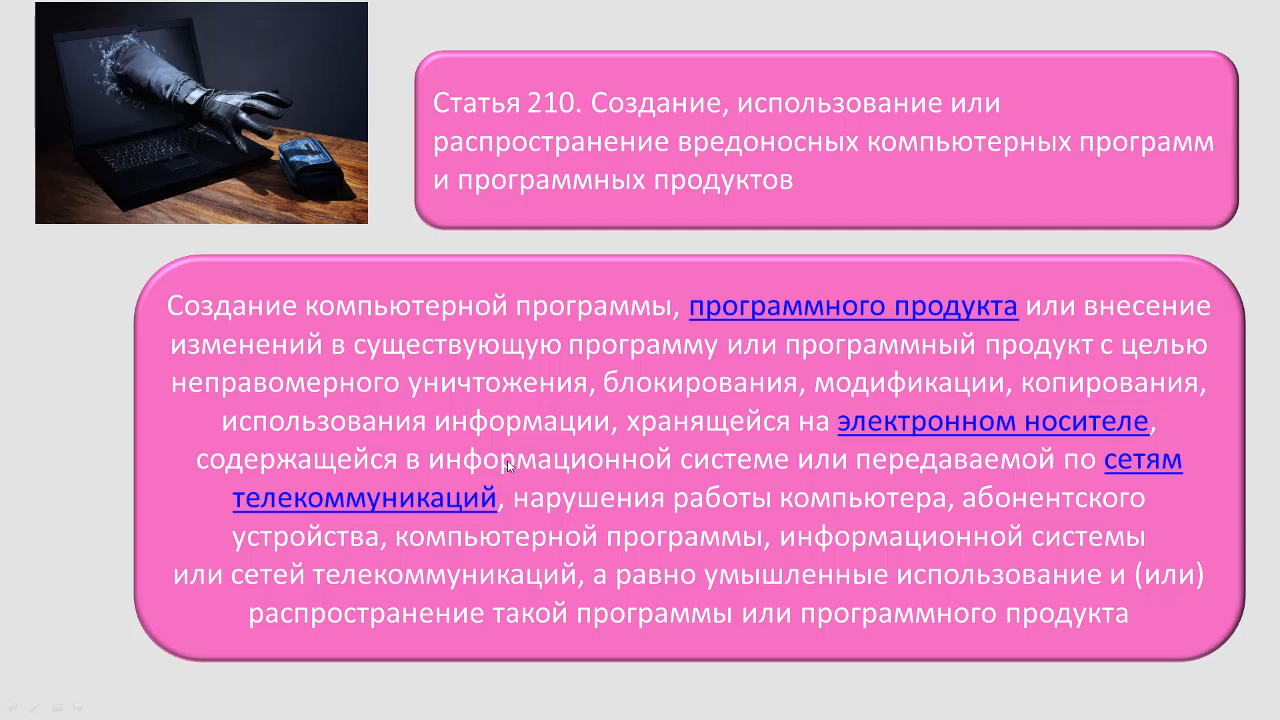 Статья 210. Создание, использование или
распространение вредоносных компьютерных программ
и программных продуктов
Создание компьютерной программы, программного продукта или внесение
изменений в существующую программу или программный продукт с целью
неправомерного уничтожения, блокирования, модификации, копирования,
использования информации, хранящейся на электронном носителе,
содержащейся в информационной системе или передаваемой по сетям
телекоммуникаций, нарушения работы компьютера, абонентского
устройства, компьютерной программы, информационной системы
или сетей телекоммуникаций, а равно умышленные использование и (или)
распространение такой программы или программного продукта